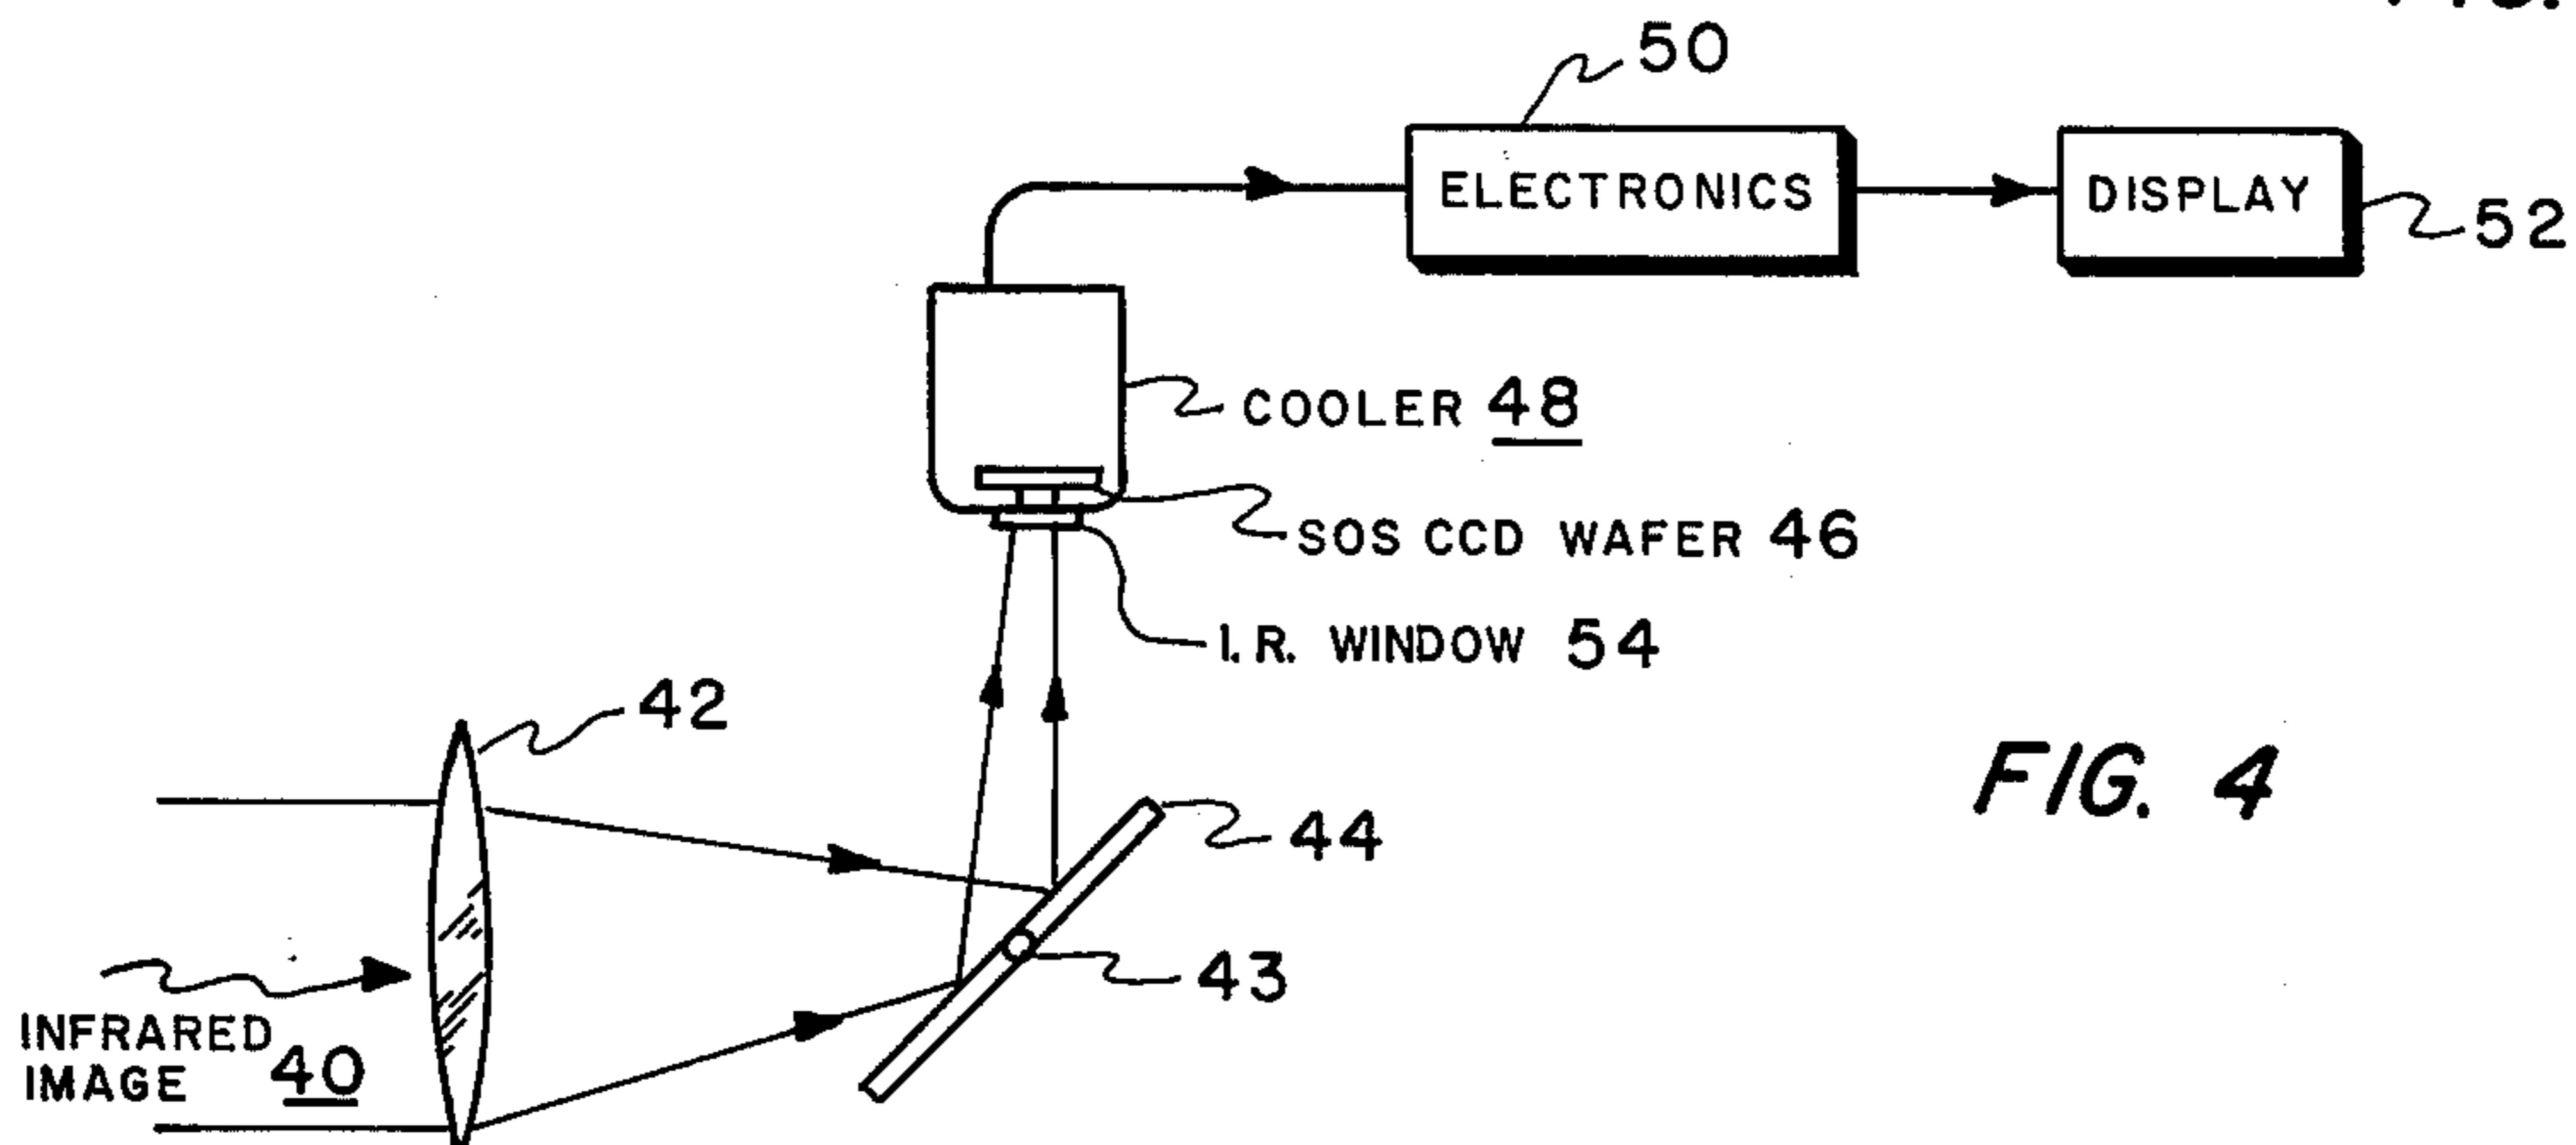 50
ELECTRONICS
DISPLAY
52
COOLER 48
SOS CCD WAFER 46
I.R. WINDOW 54
42
FIG. 4
44
43
INFRARED
IMAGE 40